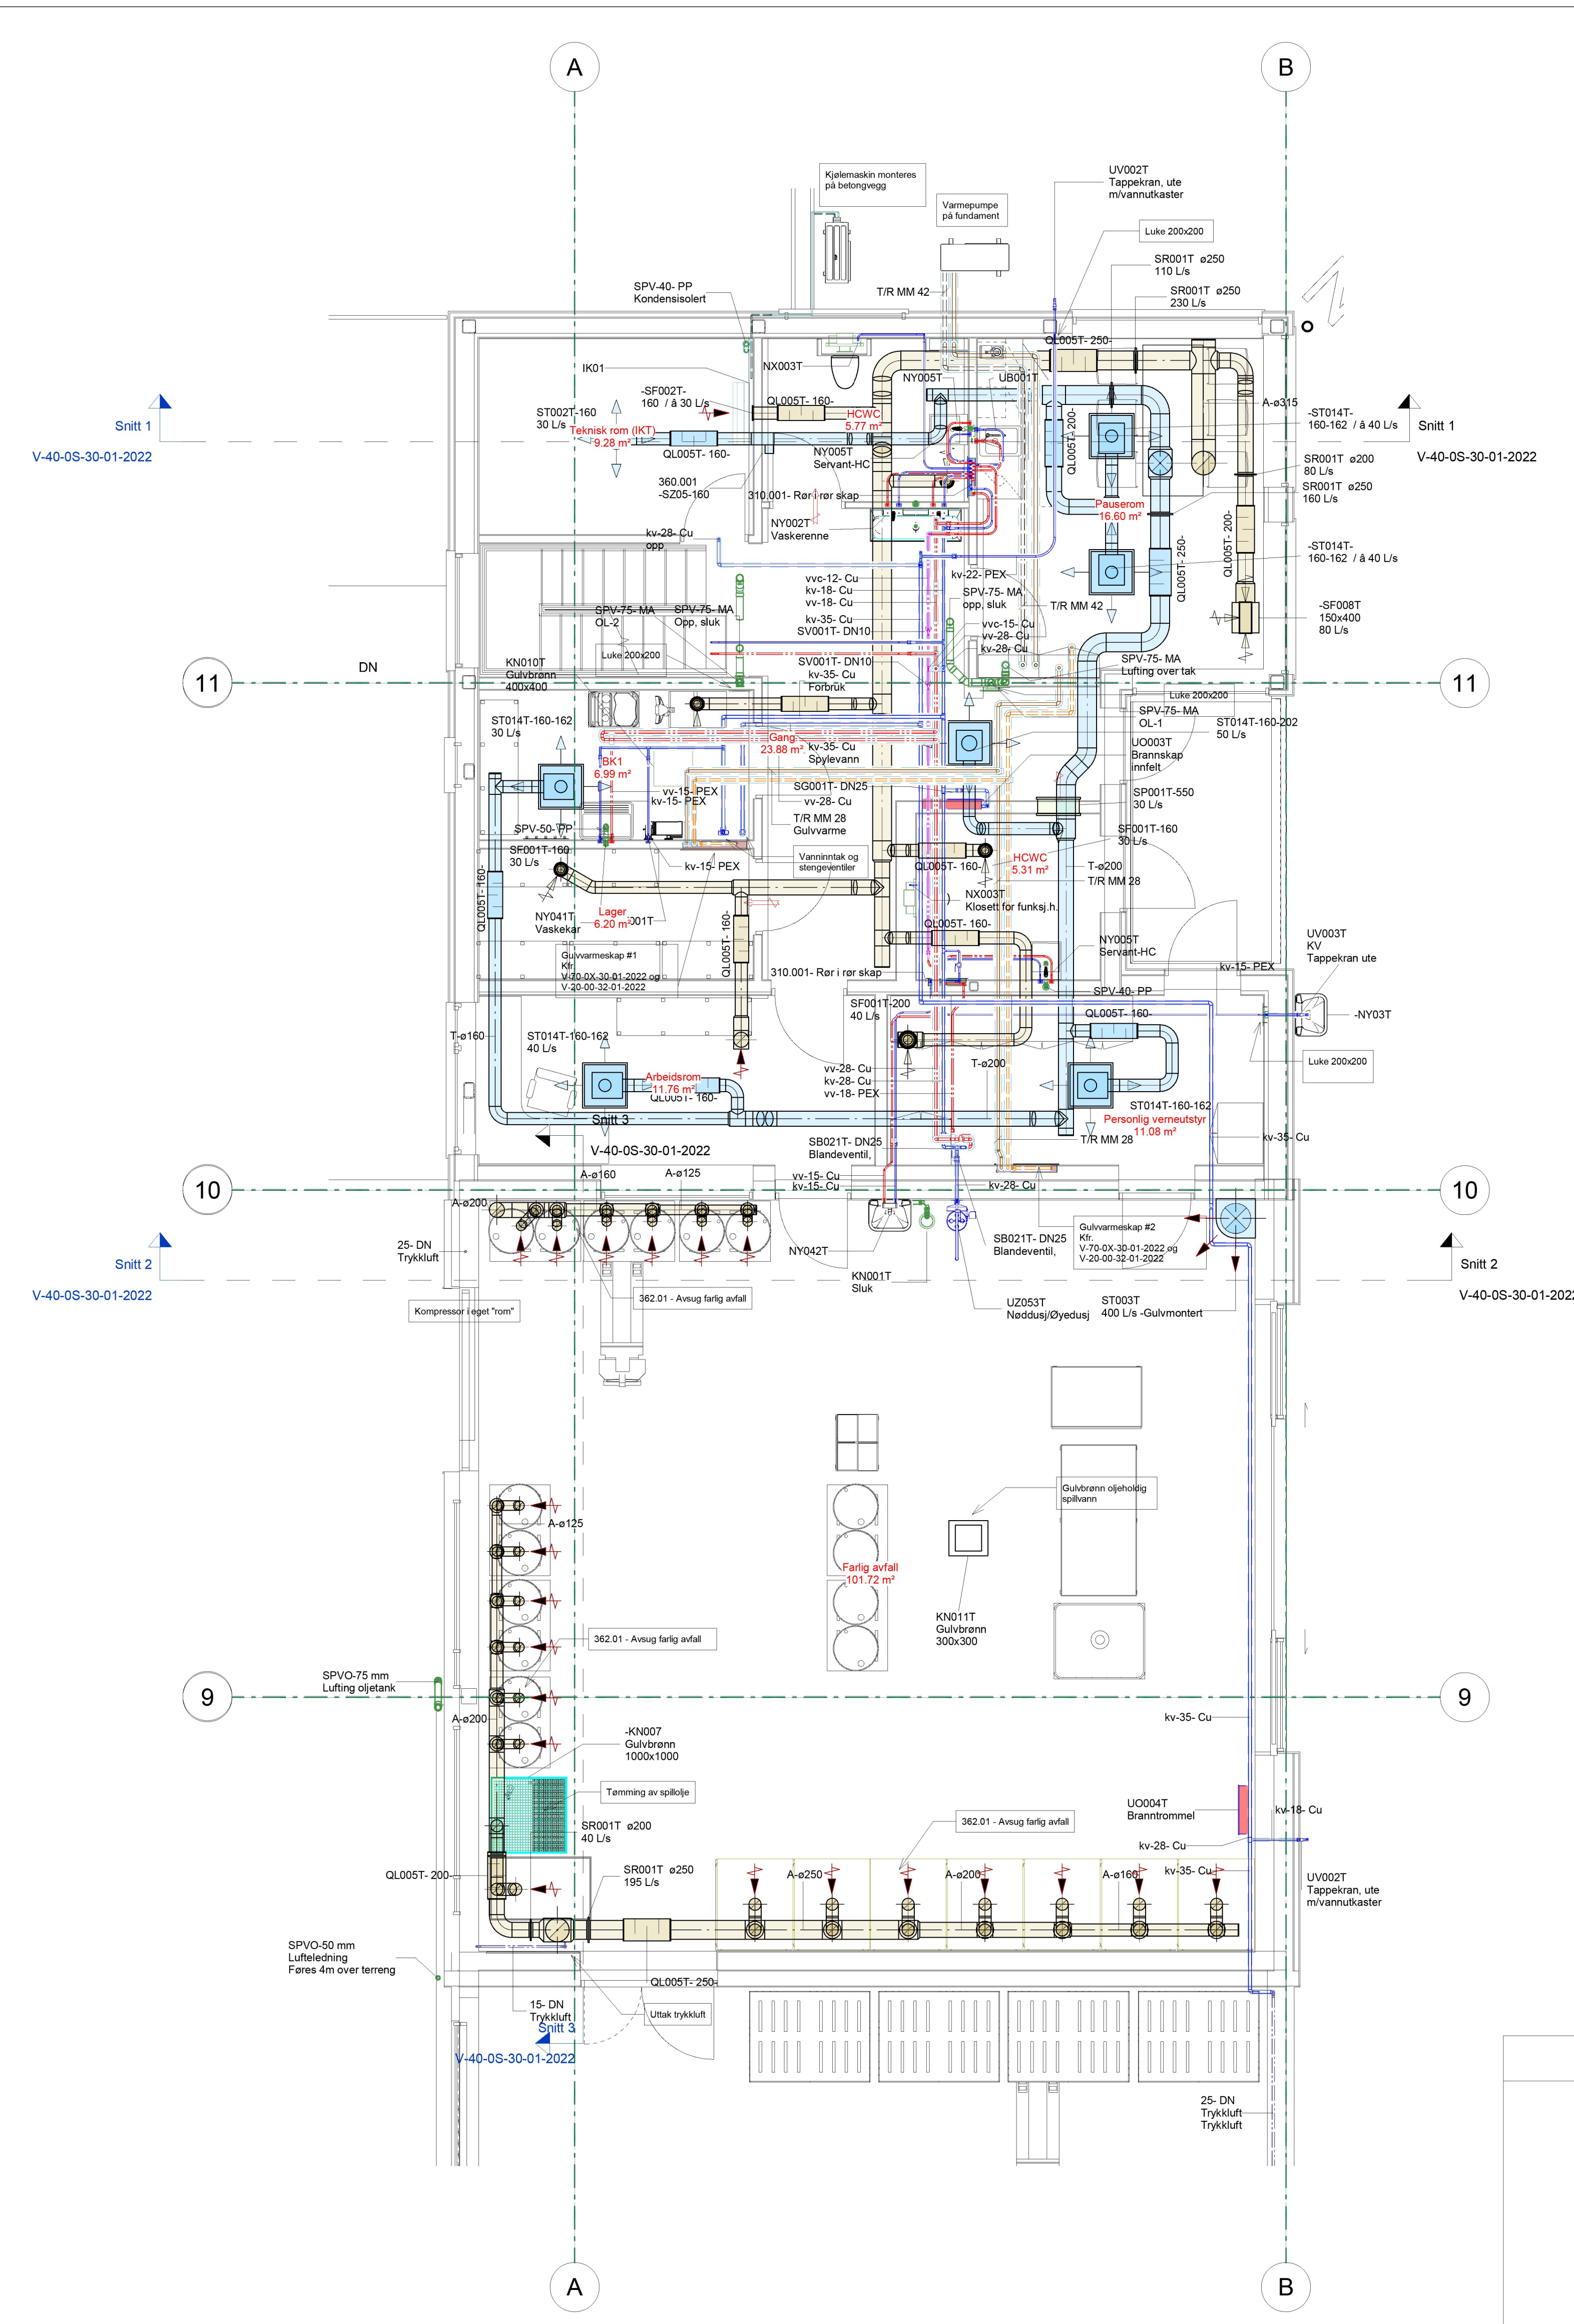 A
B
Kjølemaskin monteres
på betongvegg
Varmepumpe
på fundament
UV002T
Tappekran, ute
m/vannutkaster
Luke 200x200
SR001T ø250
110 L/s
SR001T ø250
230 L/s
SPV-40- PP
Kondensisolert
T/R MM 42
QL005T- 250-
IK01
NX003T
NY005T
UB001T
-SF002T-
160 / å 30 L/s
QL005T- 160-
A-ø315
ST002T-160
30 L/s
HCWC
5.77 m²
-ST014T-
160-162 / å 40 L/s
Snitt 1
V-40-0S-30-01-2022
Teknisk rom (IKT)
9.28 m²
QL005T- 160-
QL005T- 200-
Snitt 1
V-40-0S-30-01-2022
NY005T
Servant-HC
SR001T ø200
80 L/s
SR001T ø250
160 L/s
360.001
-SZ05-160
310.001- Rør i rør skap
Pauserom
16.60 m²
NY002T
Vaskerenne
kv-28- Cu
opp
QL005T- 200-
QL005T- 250-
-ST014T-
160-162 / å 40 L/s
vvc-12- Cu
kv-18- Cu
vv-18- Cu
kv-22- PEX
SPV-75- MA
opp, sluk
T/R MM 42
-SF008T
150x400
80 L/s
SPV-75- MA
OL-2
SPV-75- MA
Opp, sluk
kv-35- Cu
SV001T- DN10
vvc-15- Cu
vv-28- Cu
kv-28- Cu
Luke 200x200
DN
KN010T
Gulvbrønn
400x400
SV001T- DN10
kv-35- Cu
Forbruk
SPV-75- MA
Lufting over tak
11
11
Luke 200x200
SPV-75- MA
OL-1
ST014T-160-202
50 L/s
ST014T-160-162
30 L/s
Gang
23.88 m²
kv-35- Cu
Spylevann
UO003T
Brannskap
innfelt
BK1
6.99 m²
vv-15- PEX
kv-15- PEX
SG001T- DN25
vv-28- Cu
SP001T-550
30 L/s
T/R MM 28
Gulvvarme
SPV-50- PP
SF001T-160
30 L/s
SF001T-160
30 L/s
Vanninntak og
stengeventiler
kv-15- PEX
HCWC
5.31 m²
QL005T- 160-
T-ø200
T/R MM 28
QL005T- 160-
NX003T
Klosett for funksj.h.
Lager
6.20 m²
NY041T
Vaskekar
001T
QL005T- 160-
QL005T- 160-
NY005T
Servant-HC
UV003T
KV
Tappekran ute
Gulvvarmeskap #1
Kfr.
V-70-0X-30-01-2022 og
V-20-00-32-01-2022
310.001- Rør i rør skap
kv-15- PEX
SPV-40- PP
SF001T-200
40 L/s
QL005T- 160-
-NY03T
T-ø160
ST014T-160-162
40 L/s
Luke 200x200
vv-28- Cu
kv-28- Cu
vv-18- PEX
T-ø200
Arbeidsrom
11.76 m²
QL005T- 160-
ST014T-160-162
Personlig verneutstyr
11.08 m²
Snitt 3
V-40-0S-30-01-2022
SB021T- DN25
Blandeventil,
T/R MM 28
kv-35- Cu
A-ø160
A-ø125
vv-15- Cu
kv-15- Cu
kv-28- Cu
10
10
A-ø200
25- DN
Trykkluft
NY042T
SB021T- DN25
Blandeventil,
Gulvvarmeskap #2
Kfr.
V-70-0X-30-01-2022 og
V-20-00-32-01-2022
Snitt 2
V-40-0S-30-01-2022
Snitt 2
V-40-0S-30-01-2022
KN001T
Sluk
362.01 - Avsug farlig avfall
Kompressor i eget "rom"
UZ053T
Nøddusj/Øyedusj
ST003T
400 L/s -Gulvmontert
Gulvbrønn oljeholdig
spillvann
A-ø125
Farlig avfall
101.72 m²
KN011T
Gulvbrønn
300x300
362.01 - Avsug farlig avfall
SPVO-75 mm
Lufting oljetank
9
9
A-ø200
kv-35- Cu
-KN007
Gulvbrønn
1000x1000
Tømming av spillolje
UO004T
Branntrommel
kv-18- Cu
SR001T ø200
40 L/s
362.01 - Avsug farlig avfall
kv-28- Cu
QL005T- 200-
SR001T ø250
195 L/s
A-ø250
A-ø200
A-ø160
kv-35- Cu
UV002T
Tappekran, ute
m/vannutkaster
SPVO-50 mm
Lufteledning
Føres 4m over terreng
QL005T- 250-
15- DN
Trykkluft
Uttak trykkluft
Snitt 3
V-40-0S-30-01-2022
25- DN
Trykkluft
Trykkluft
A
B